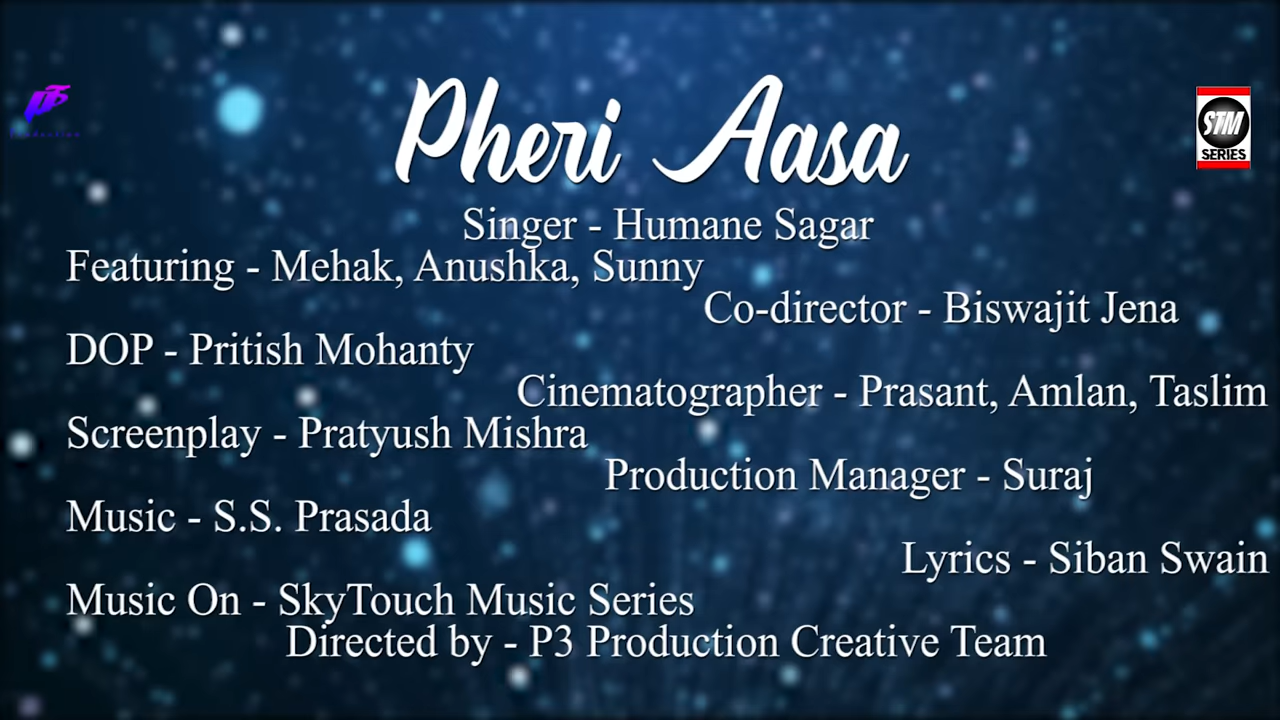 Pheri Aasa
STM
SERIES
Singer - Humane Sagar
Featuring - Mehak, Anushka, Sunny
Co-director - Biswajit Jena
DOP - Pritish Mohanty
Cinematographer - Prasant, Amlan, Taslim
Screenplay - Pratyush Mishra
Production Manager - Suraj
Music - S.S. Prasada
Lyrics - Siban Swain
Music On - SkyTouch Music Series
Directed by - P3 Production Creative Team